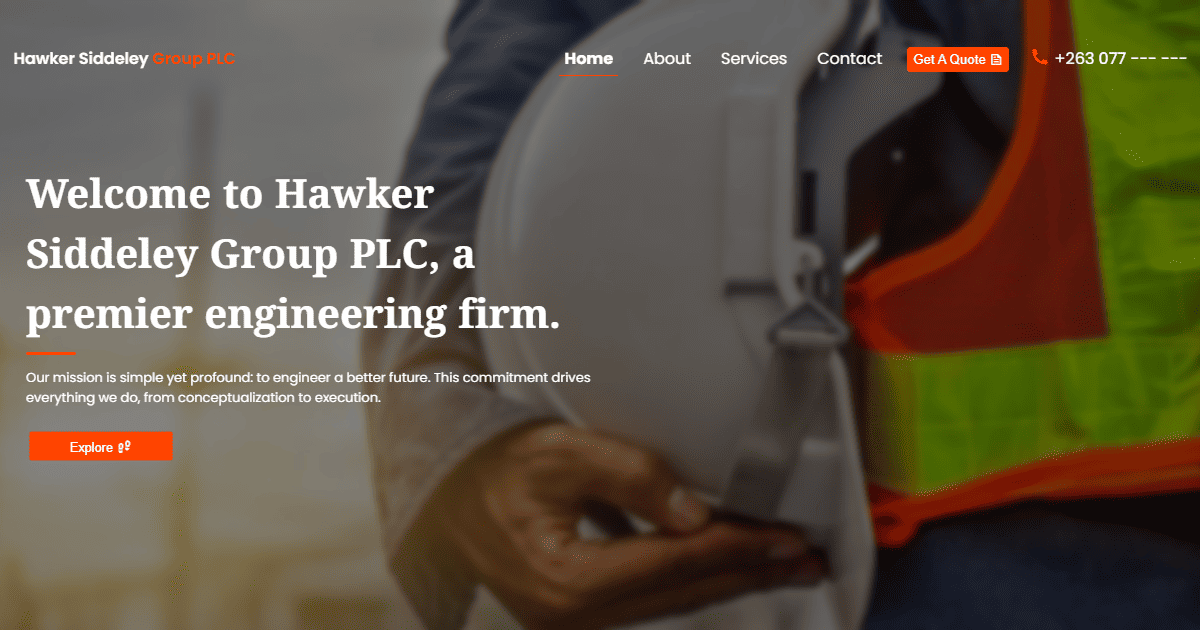 Hawker Siddeley Group PLC
Home About Services Contact Get A Quote +263 077 --- ---
Welcome to Hawker
Siddeley Group PLC, a
premier engineering firm.
Our mission is simple yet profound: to engineer a better future. This commitment drives
everything we do, from conceptualization to execution.
Explore